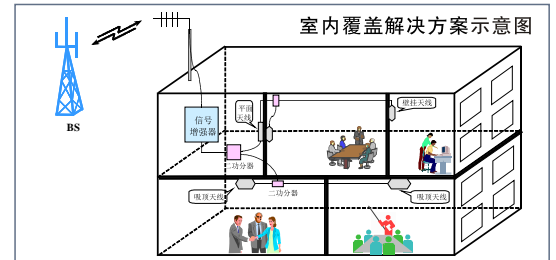 室内覆盖解决方案示意图
BS
信号
增强器
平面
天线
壁挂天线
二功分器
吸顶天线
二功分器
吸顶天线